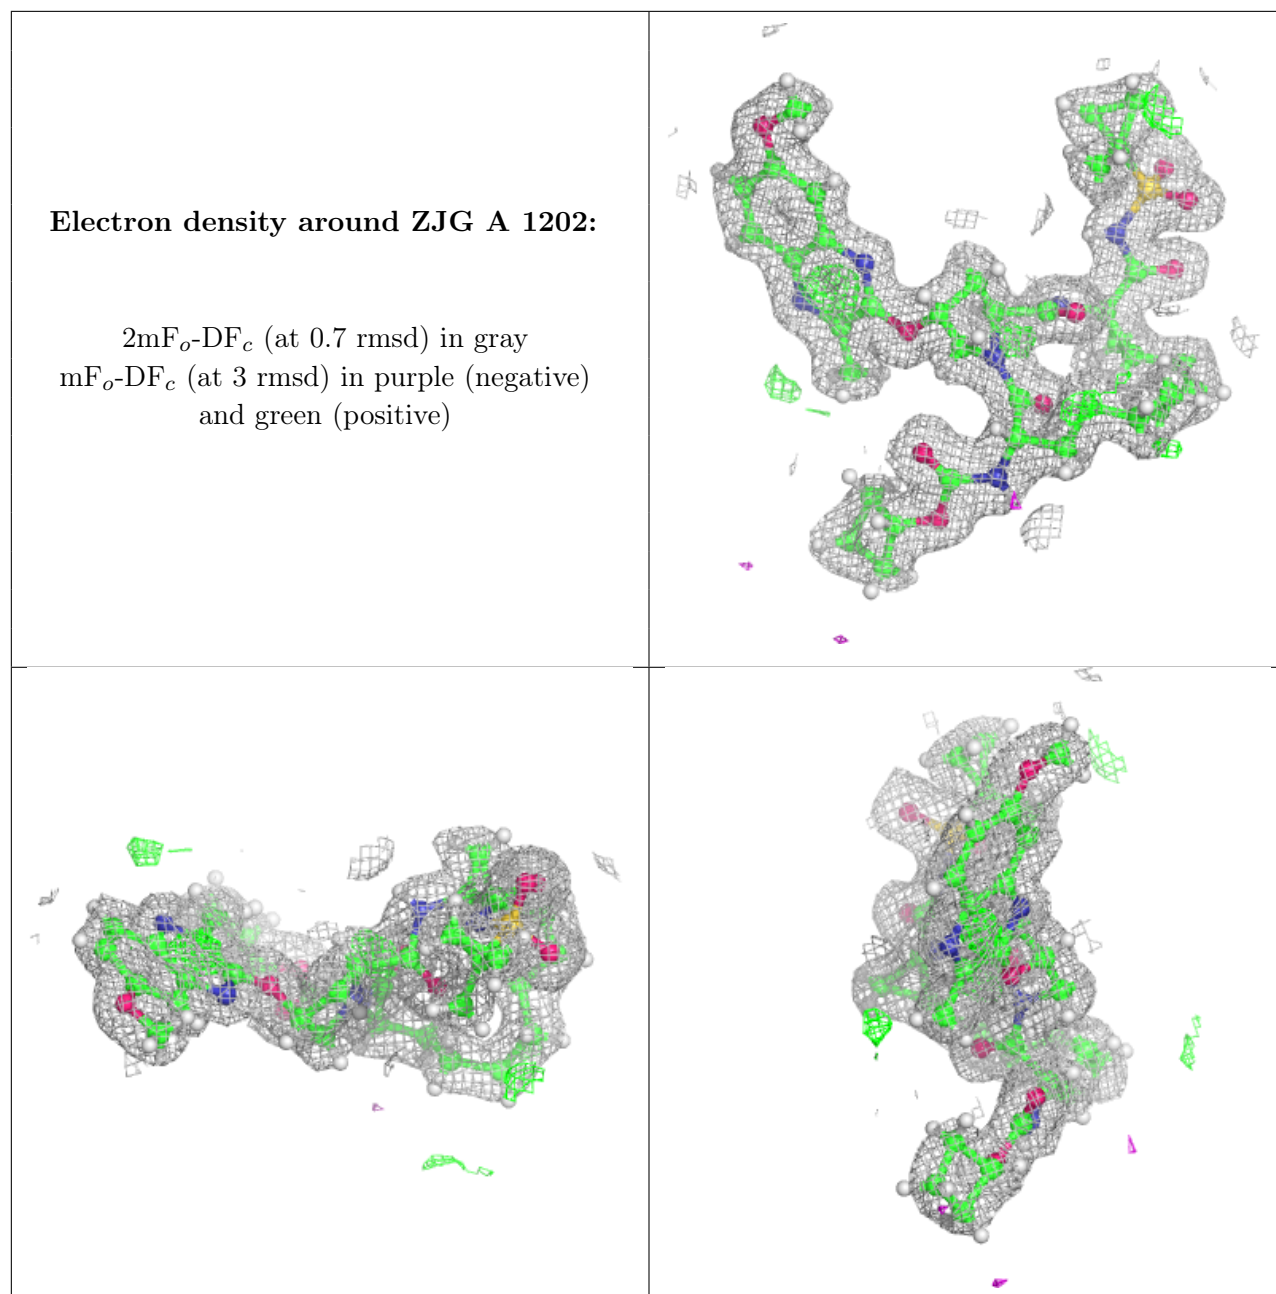 Electron density around ZJG A 1202:
2mFo-DFc (at 0.7 rmsd) in gray
mFo-DFc (at 3 rmsd) in purple (negative)
and green (positive)